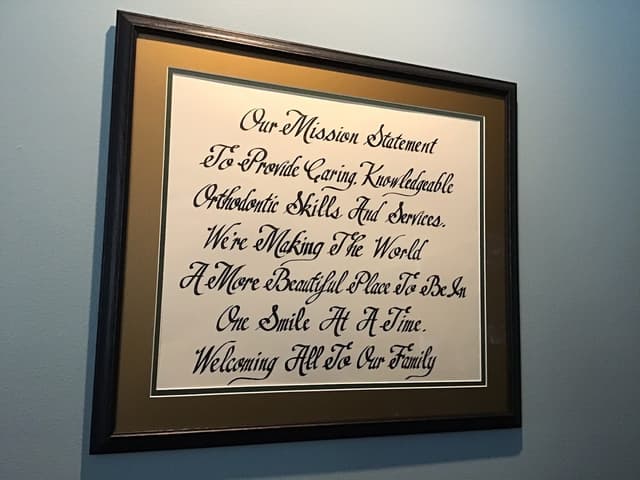 Our Mission Statement
To Provide Caring, Knowledgeable
Orthodontic Skills And Services.
We're Making The World
A More Beautiful Place To Be In
One Smile At A Time.
Welcoming All To Our Family